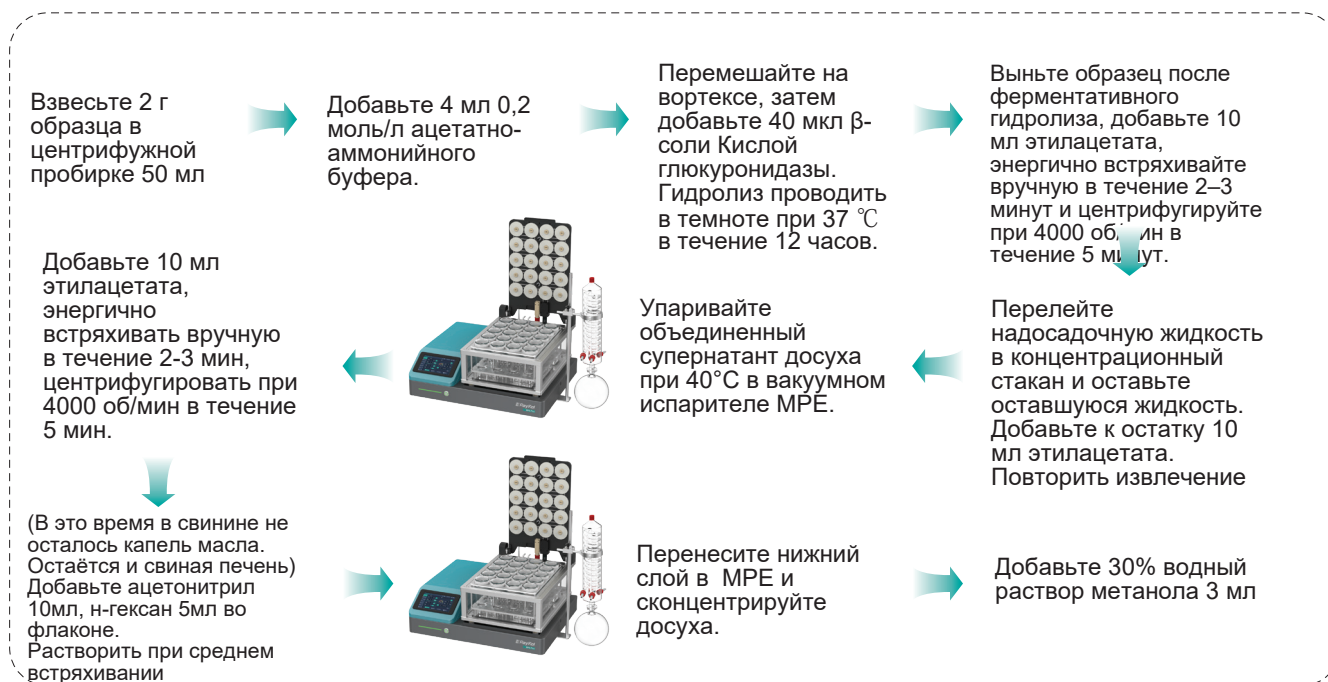 Взвесьте 2 г
образца в
центрифужной
пробирке 50 мл
Добавьте 4 мл 0,2
моль/л ацетатно-
аммонийного
буфера.
Перемешайте на
вортексе, затем
добавьте 40 мкл β-
соли Кислой
глюкуронидазы.
Гидролиз проводить
в темноте при 37 ℃
в течение 12 часов.
Выньте образец после
ферментативного
гидролиза, добавьте 10
мл этилацетата,
энергично встряхивайте
вручную в течение 2–3
минут и центрифугируйте
при 4000 об/мин в
течение 5 минут.
Перелейте
надосадочную жидкость
в концентрационный
стакан и оставьте
оставшуюся жидкость.
Добавьте к остатку 10
мл этилацетата.
Повторить извлечение
Упаривайте
объединенный
супернатант досуха
при 40°C в вакуумном
испарителе MPE.
Добавьте 10 мл
этилацетата,
энергично
встряхивать вручную
в течение 2-3 мин,
центрифугировать при
4000 об/мин в течение
5 мин.
(В это время в свинине не
осталось капель масла.
Остаётся и свиная печень)
Добавьте ацетонитрил
10мл, н-гексан 5мл во
флаконе.
Растворить при среднем
встряхивании
Перенесите нижний
слой в MPE и
сконцентрируйте
досуха.
Добавьте 30% водный
раствор метанола 3 мл